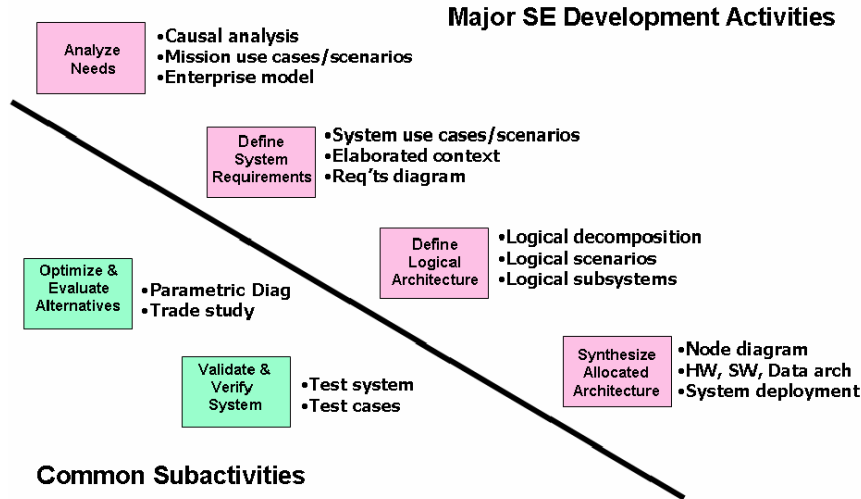 Major SE Development Activities
Analyze
Needs
•Causal analysis
•Mission use cases/scenarios
•Enterprise model
Define
System
Requirements
•System use cases/scenarios
•Elaborated context
•Req'ts diagram
Define
Logical
Architecture
•Logical decomposition
•Logical scenarios
•Logical subsystems
Optimize &
Evaluate
Alternatives
•Parametric Diag
•Trade study
Synthesize
Allocated
Architecture
•Node diagram
•HW, SW, Data arch
•System deployment
Validate &
Verify
System
•Test system
•Test cases
Common Subactivities